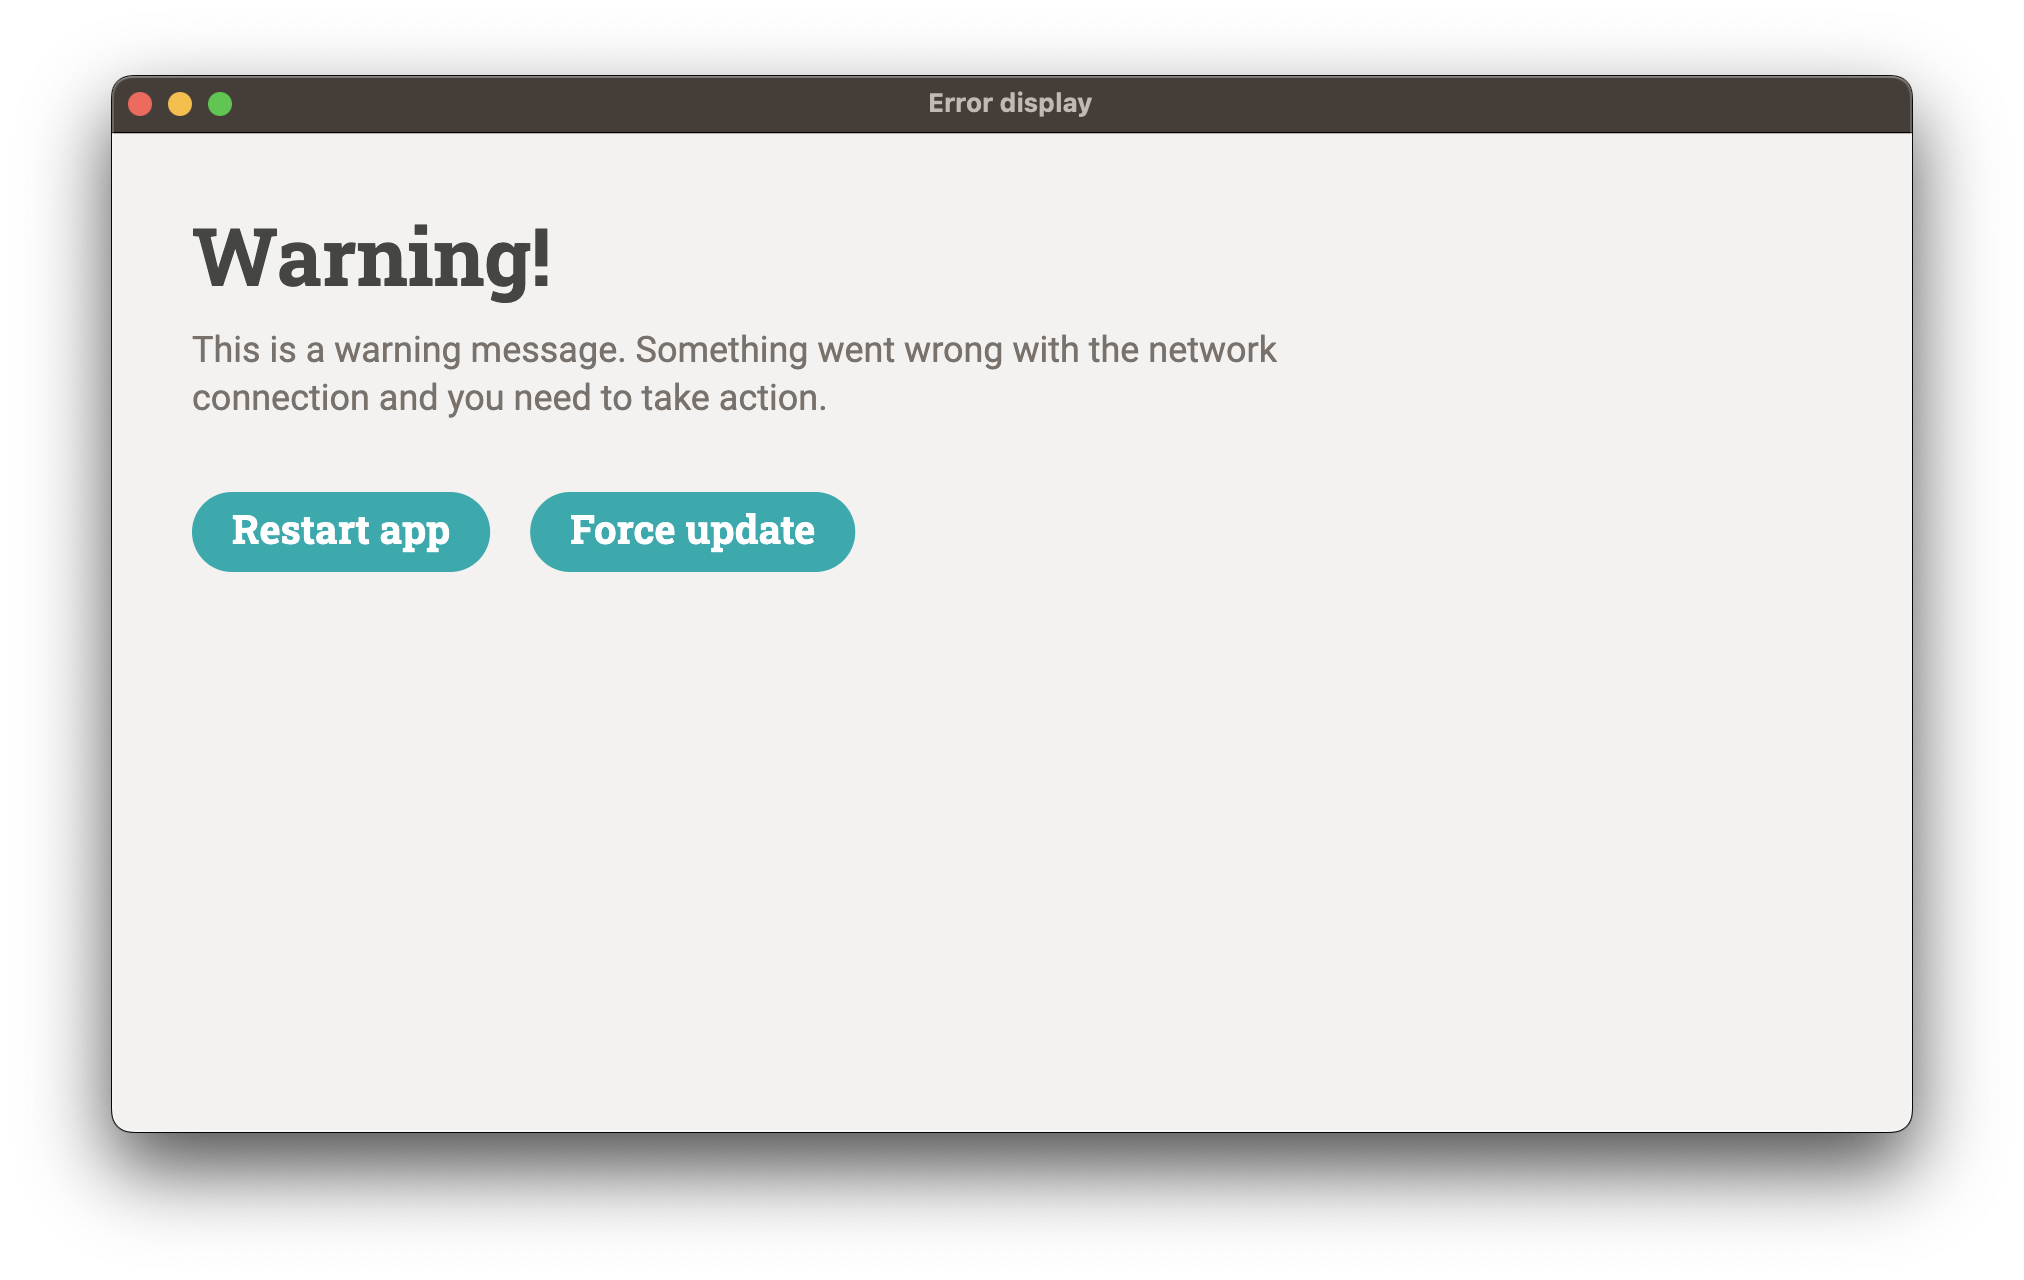 Error display
Warning!
This is a warning message. Something went wrong with the network
connection and you need to take action.
Restart app
Force update